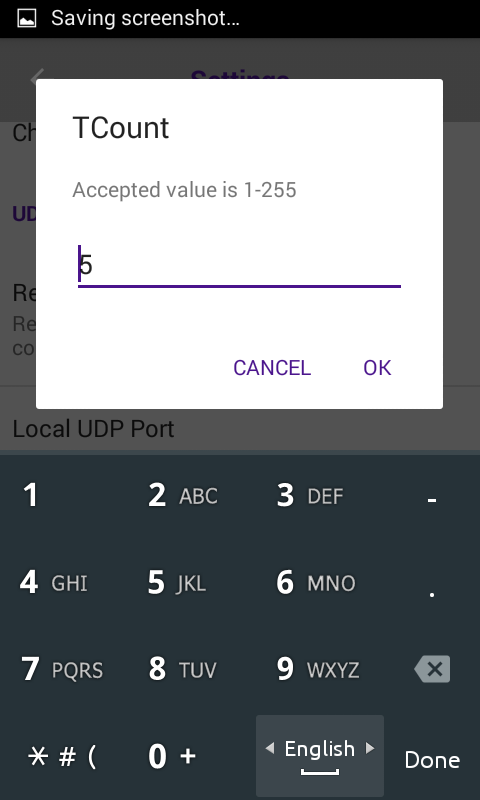 Saving screenshot...
Settings
Ch
TCount
Accepted value is 1-255
UD
5
Re
Re
co
CANCEL OK
Local UDP Port
1 2 ABC 3 DEF -
4 GHI 5 JKL 6 MNO .
7 PQRS 8 TUV 9 WXYZ
* # ( 0 + English Done